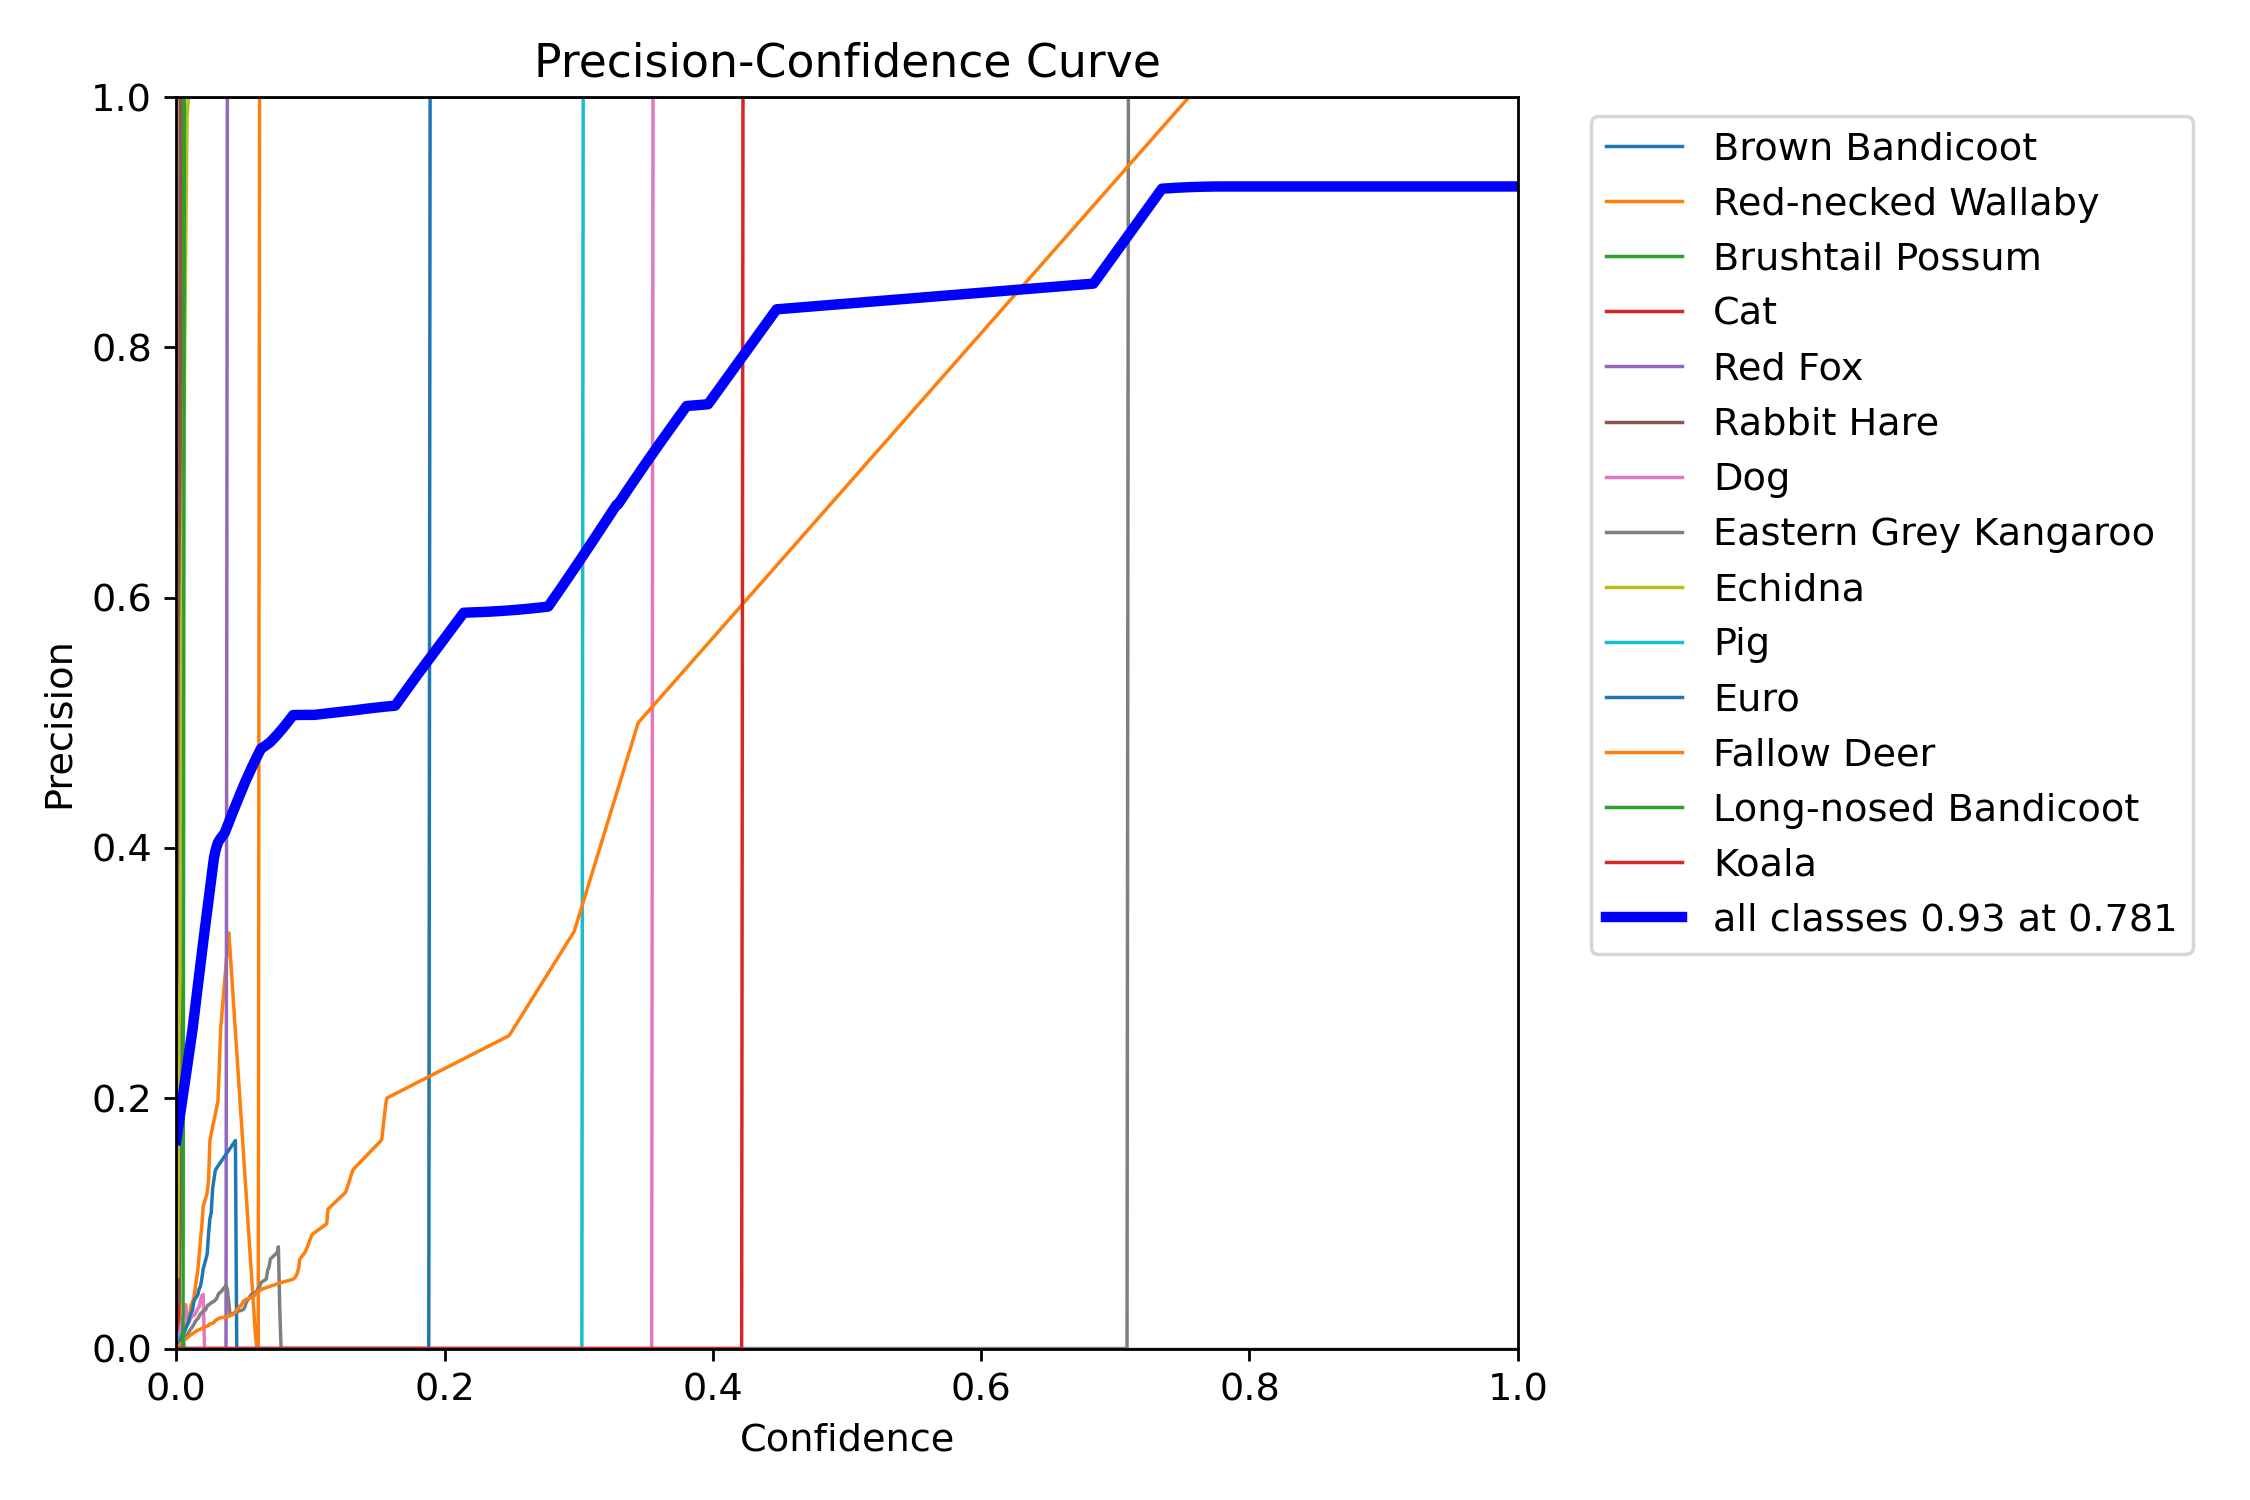 Precision-Confidence Curve
1.0
0.8
0.6
0.4
0.2
0.0
Precision
0.0 0.2 0.4 0.6 0.8 1.0
Confidence
Brown Bandicoot
Red-necked Wallaby
Brushtail Possum
Cat
Red Fox
Rabbit Hare
Dog
Eastern Grey Kangaroo
Echidna
Pig
Euro
Fallow Deer
Long-nosed Bandicoot
Koala
all classes 0.93 at 0.781